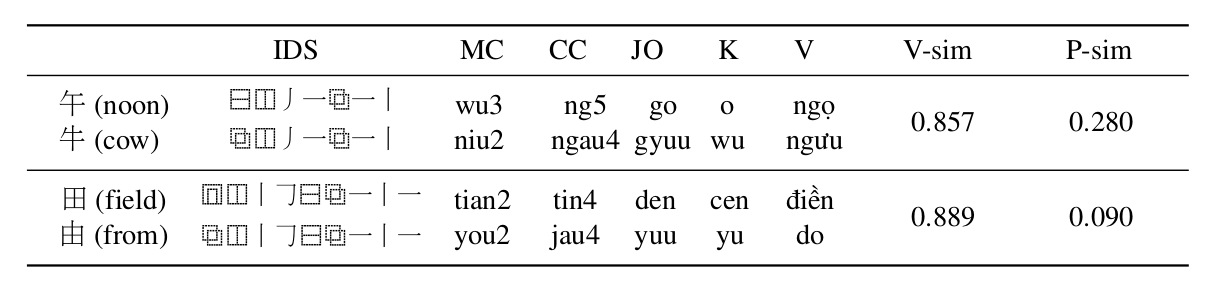 IDS MC CC JO K V V-sim P-sim
午 (noon) ⿱⿰丿一⿻一丨 wu3 ng5 go o ngọ
0.857 0.280
牛 (cow) ⿻⿰丿一⿻一丨 niu2 ngau4 gyuu wu ngưu
田 (field) ⿵⿰丨𠃌⿱⿻一丨一 tian2 tin4 den cen điền
0.889 0.090
由 (from) ⿻⿰丨𠃌⿱⿻一丨一 you2 jau4 yuu yu do